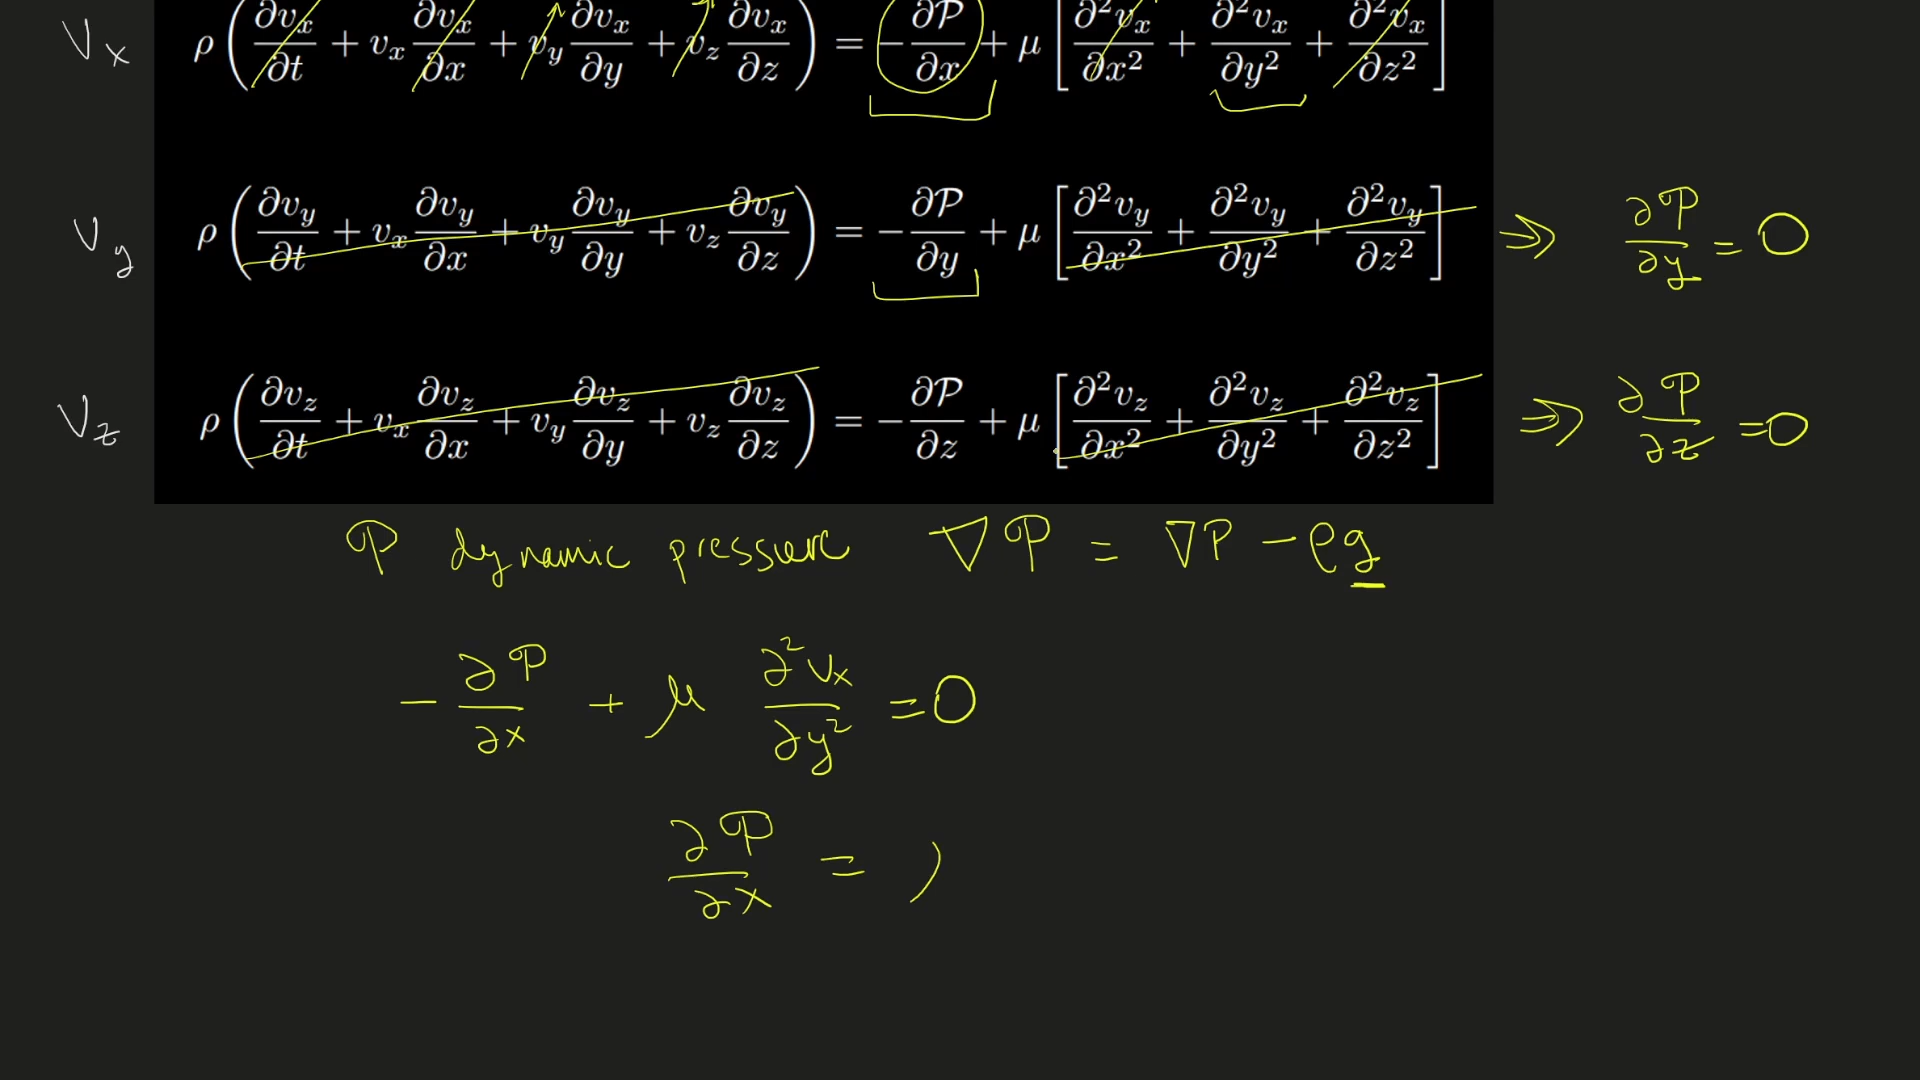 Vx ρ(∂vx/∂t + vx ∂vx/∂x + vy ∂vx/∂y + vz ∂vx/∂z) = −∂𝒫/∂x + μ[∂²vx/∂x² + ∂²vx/∂y² + ∂²vx/∂z²]
Vy ρ(∂vy/∂t + vx ∂vy/∂x + vy ∂vy/∂y + vz ∂vy/∂z) = −∂𝒫/∂y + μ[∂²vy/∂x² + ∂²vy/∂y² + ∂²vy/∂z²] ⇒> ∂𝒫/∂y = 0
Vz ρ(∂vz/∂t + vx ∂vz/∂x + vy ∂vz/∂y + vz ∂vz/∂z) = −∂𝒫/∂z + μ[∂²vz/∂x² + ∂²vz/∂y² + ∂²vz/∂z²] ⇒> ∂𝒫/∂z = 0
𝒫 dynamic pressure ∇𝒫 = ∇P − ρg
−∂𝒫/∂x + μ ∂²Vx/∂y² = 0
∂𝒫/∂x =